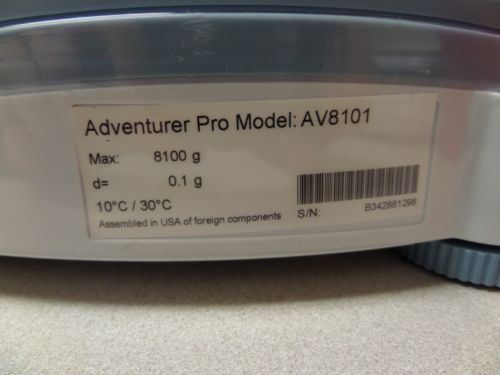 Adventurer Pro Model: AV8101
Max: 8100 g
d= 0.1 g
10°C / 30°C
Assembled in USA of foreign components
S/N: B342881298